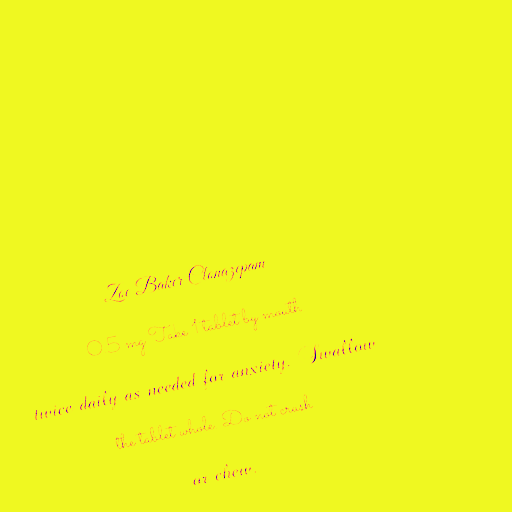 Zoe Baker Clonazepam
0.5 mg Take 1 tablet by mouth
twice daily as needed for anxiety. Swallow
the tablet whole. Do not crush
or chew.